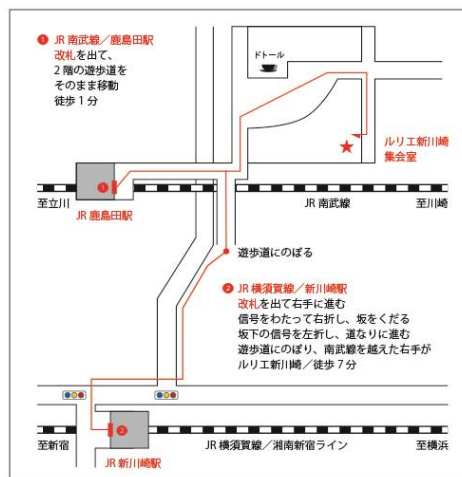 ❶ JR 南武線／鹿島田駅
改札を出て、
2 階の遊歩道を
そのまま移動
徒歩 1 分
ドトール
ルリエ新川崎
集会室
❶
至立川
JR 南武線
至川崎
JR 鹿島田駅
遊歩道にのぼる
❷ JR 横須賀線／新川崎駅
改札を出て右手に進む
信号をわたって右折し、坂をくだる
坂下の信号を左折し、道なりに進む
遊歩道にのぼり、南武線を越えた右手が
ルリエ新川崎／徒歩 7 分
❷
至新宿
JR 横須賀線／湘南新宿ライン
至横浜
JR 新川崎駅